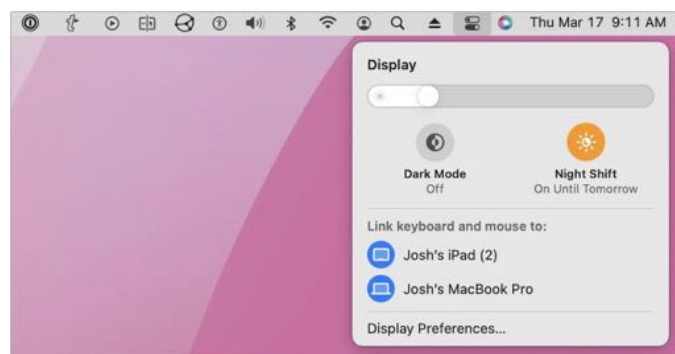 Thu Mar 17 9:11 AM
Display
Dark Mode
Off
Night Shift
On Until Tomorrow
Link keyboard and mouse to:
Josh's iPad (2)
Josh's MacBook Pro
Display Preferences...